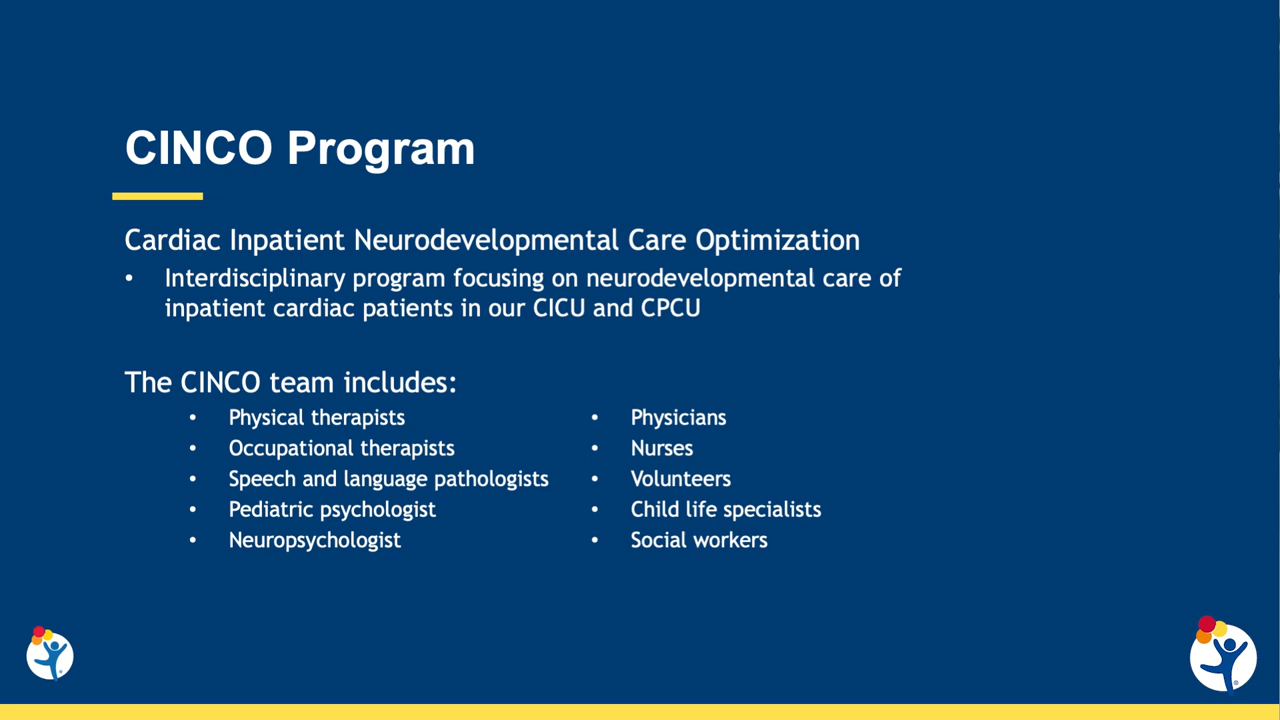 CINCO Program
Cardiac Inpatient Neurodevelopmental Care Optimization
• Interdisciplinary program focusing on neurodevelopmental care of
inpatient cardiac patients in our CICU and CPCU
The CINCO team includes:
• Physical therapists
• Occupational therapists
• Speech and language pathologists
• Pediatric psychologist
• Neuropsychologist
• Physicians
• Nurses
• Volunteers
• Child life specialists
• Social workers